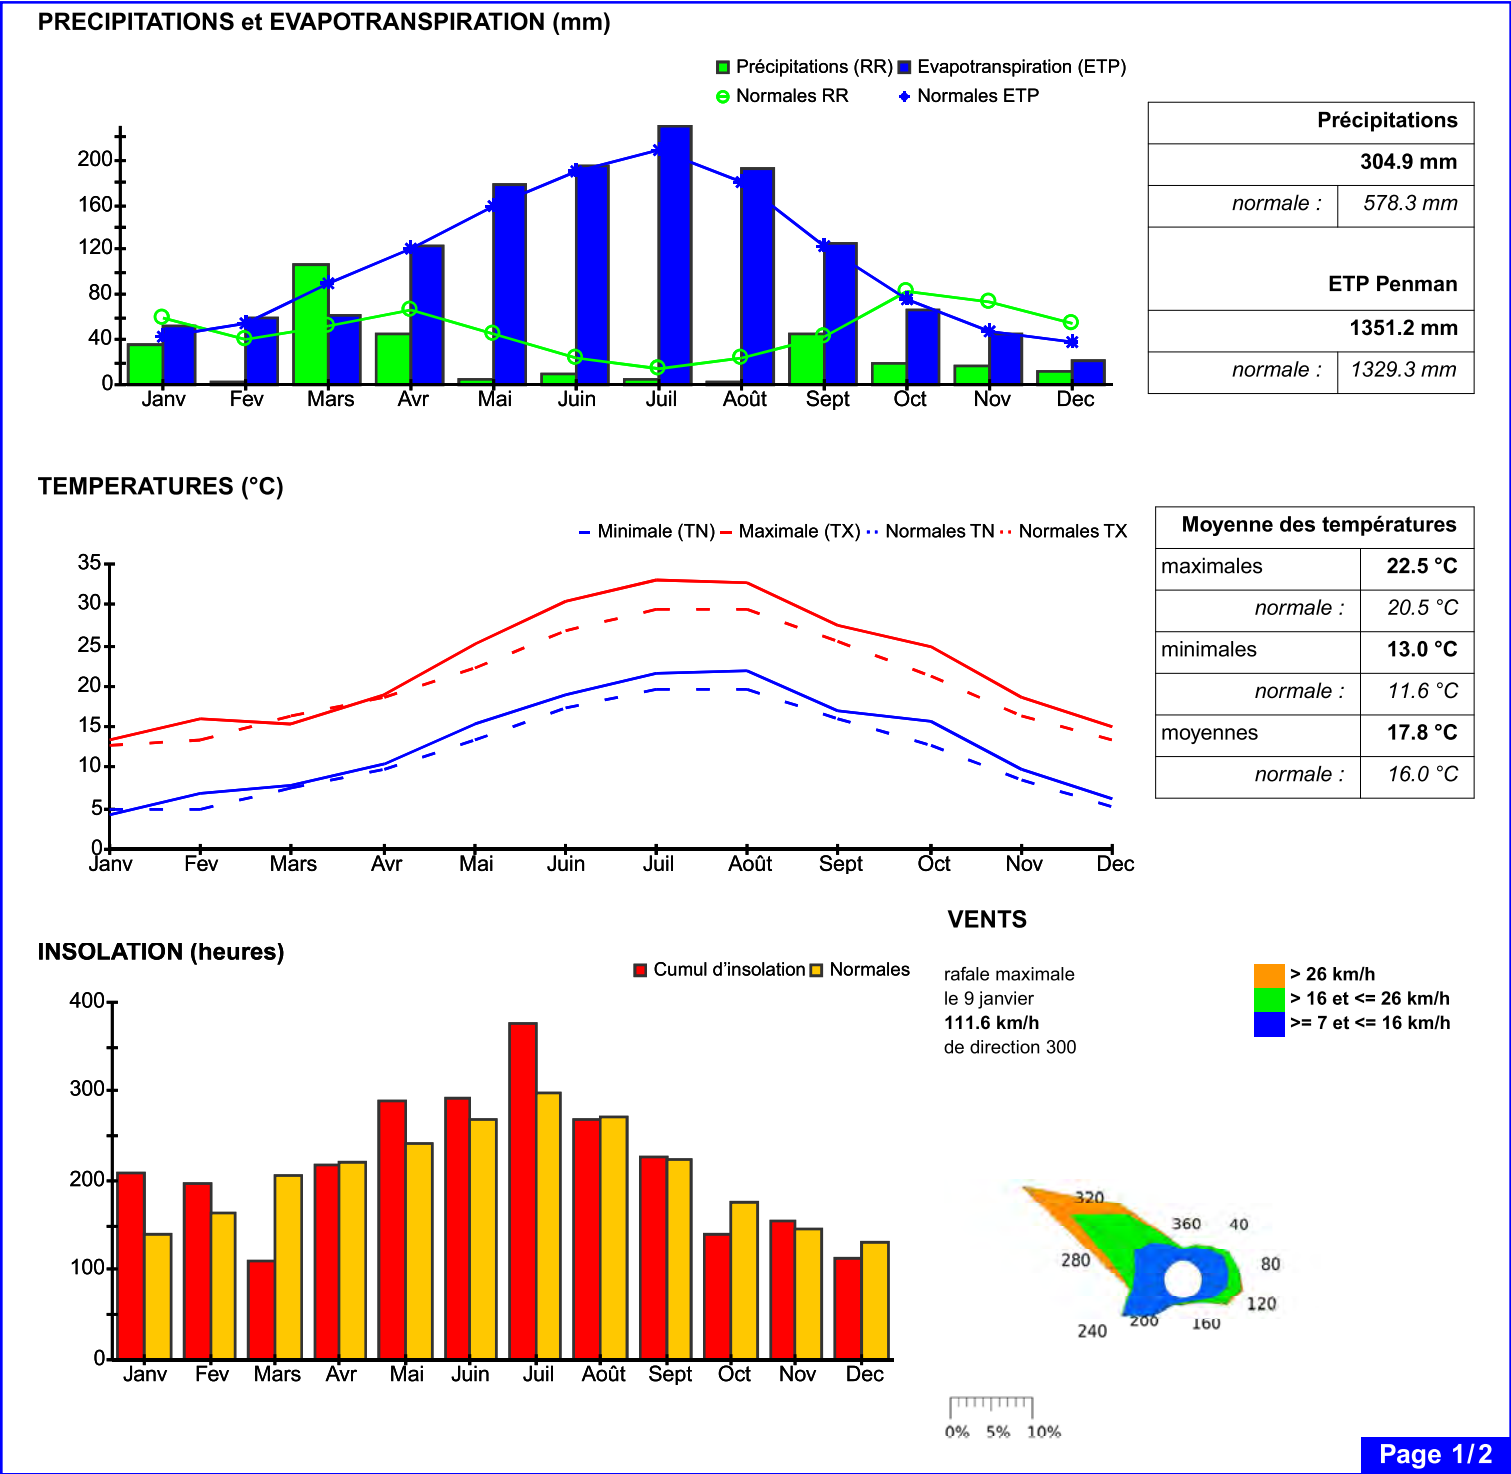 PRECIPITATIONS et EVAPOTRANSPIRATION (mm)
Précipitations (RR) Evapotranspiration (ETP)
Normales RR Normales ETP
200
160
120
80
40
0
Janv Fev Mars Avr Mai Juin Juil Août Sept Oct Nov Dec
Précipitations
304.9 mm
normale : 578.3 mm
ETP Penman
1351.2 mm
normale : 1329.3 mm
TEMPERATURES (°C)
Minimale (TN) Maximale (TX) Normales TN Normales TX
35
30
25
20
15
10
5
0
Janv Fev Mars Avr Mai Juin Juil Août Sept Oct Nov Dec
Moyenne des températures
maximales 22.5 °C
normale : 20.5 °C
minimales 13.0 °C
normale : 11.6 °C
moyennes 17.8 °C
normale : 16.0 °C
INSOLATION (heures)
Cumul d'insolation Normales
400
300
200
100
0
Janv Fev Mars Avr Mai Juin Juil Août Sept Oct Nov Dec
VENTS
rafale maximale
le 9 janvier
111.6 km/h
de direction 300
> 26 km/h
> 16 et <= 26 km/h
>= 7 et <= 16 km/h
320
360 40
280 80
120
240 200 160
0% 5% 10%
Page 1/2